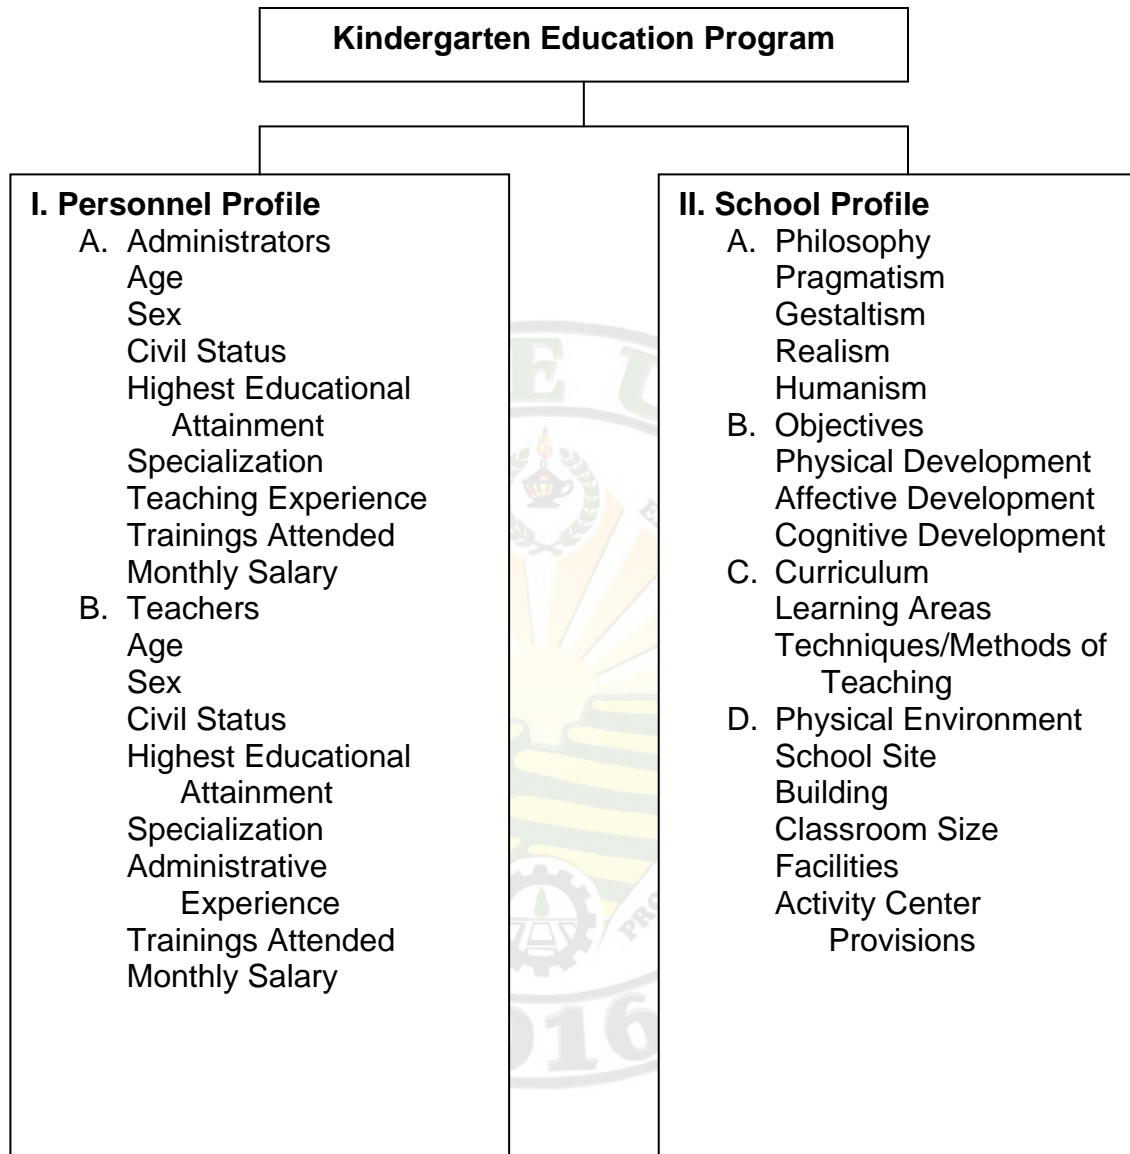 Kindergarten Education Program
I. Personnel Profile
A. Administrators
Age
Sex
Civil Status
Highest Educational
Attainment
Specialization
Teaching Experience
Trainings Attended
Monthly Salary
B. Teachers
Age
Sex
Civil Status
Highest Educational
Attainment
Specialization
Administrative
Experience
Trainings Attended
Monthly Salary
II. School Profile
A. Philosophy
Pragmatism
Gestaltism
Realism
Humanism
B. Objectives
Physical Development
Affective Development
Cognitive Development
C. Curriculum
Learning Areas
Techniques/Methods of
Teaching
D. Physical Environment
School Site
Building
Classroom Size
Facilities
Activity Center
Provisions